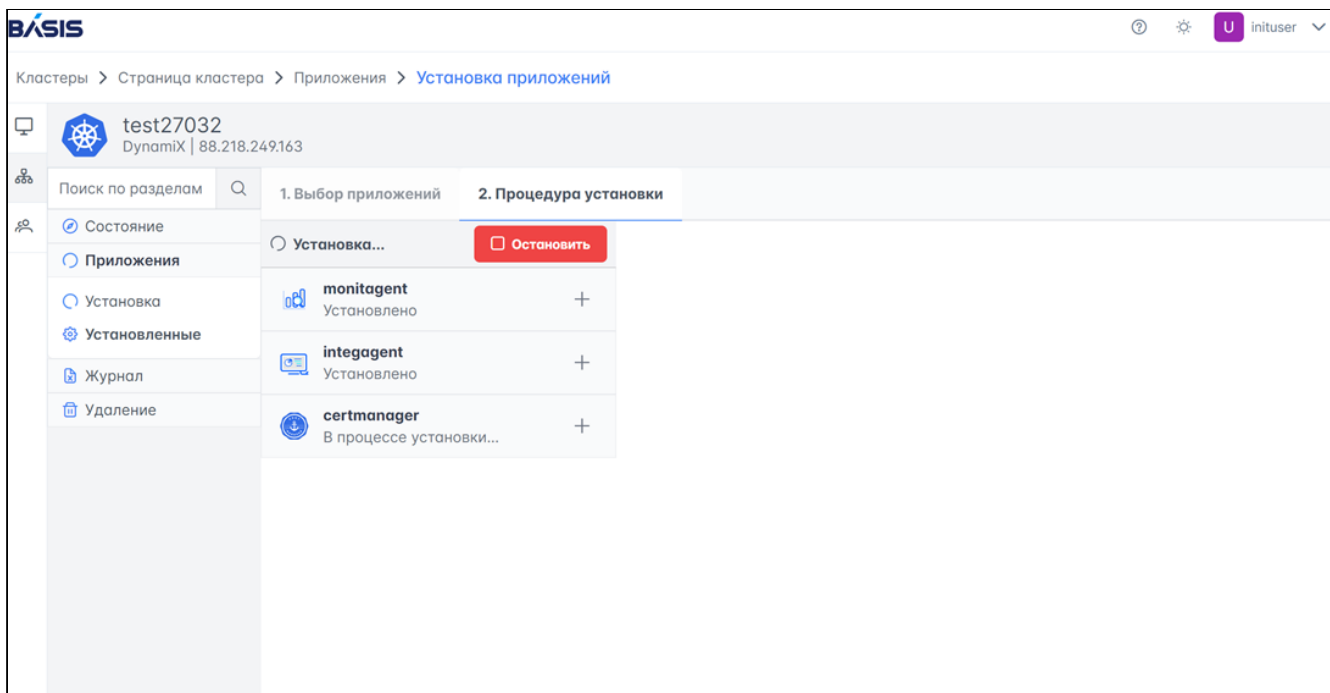 BÁSIS
U inituser
Кластеры > Страница кластера > Приложения > Установка приложений
test27032
DynamiX | 88.218.249.163
Поиск по разделам
1. Выбор приложений 2. Процедура установки
Состояние
Приложения
Установка
Установленные
Журнал
Удаление
Установка...
Остановить
monitagent
Установлено
integagent
Установлено
certmanager
В процессе установки...